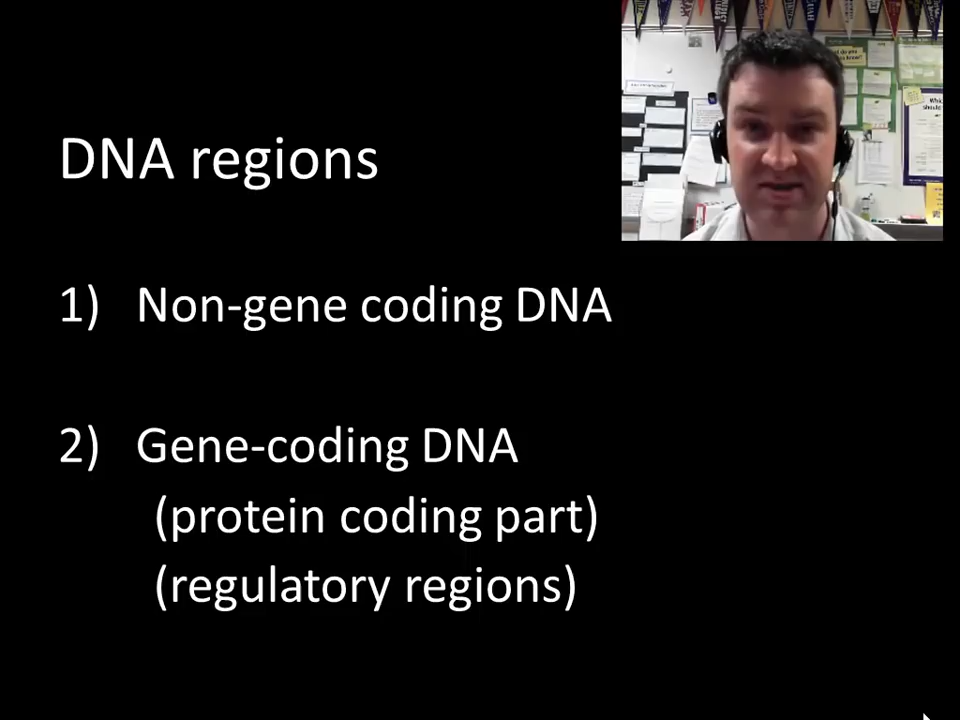 DNA regions
1) Non-gene coding DNA
2) Gene-coding DNA
(protein coding part)
(regulatory regions)